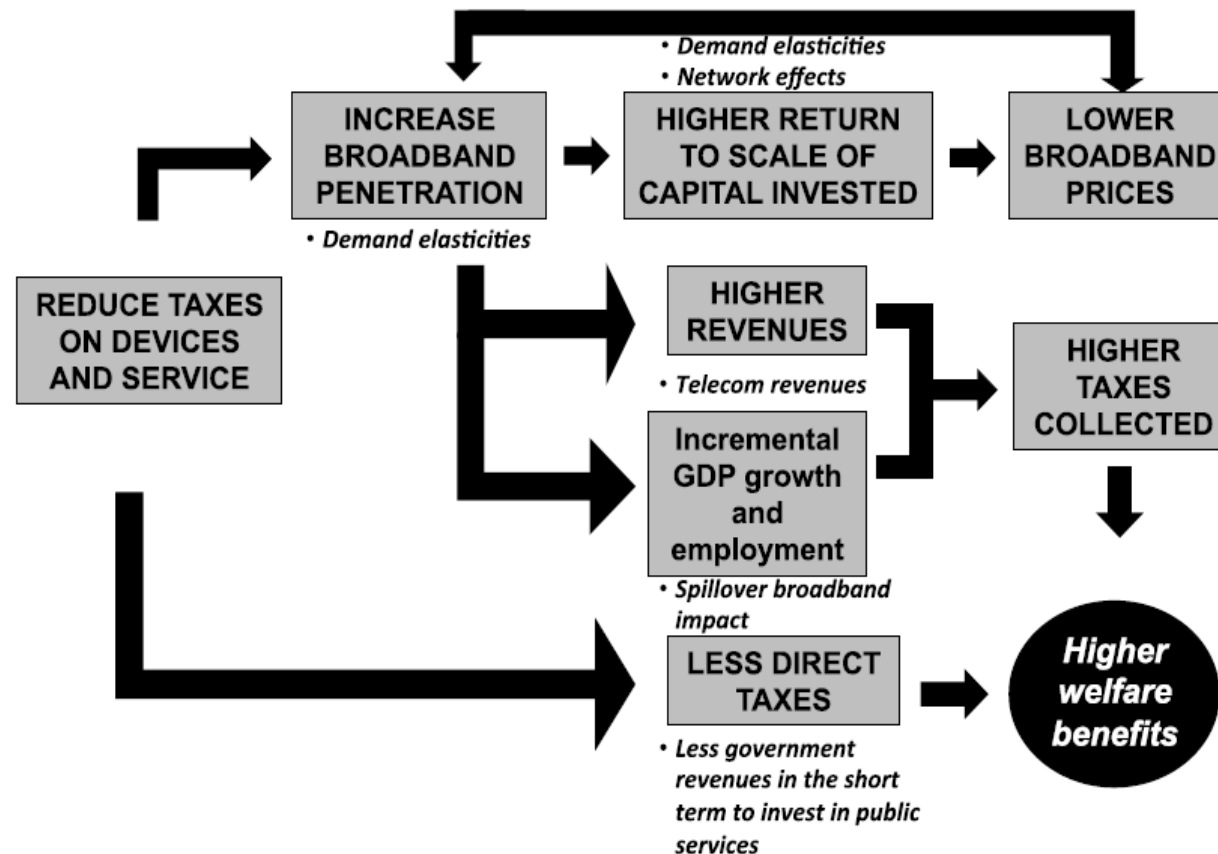 • Demand elasticities
• Network effects
INCREASE
BROADBAND
PENETRATION
HIGHER RETURN
TO SCALE OF
CAPITAL INVESTED
LOWER
BROADBAND
PRICES
• Demand elasticities
REDUCE TAXES
ON DEVICES
AND SERVICE
HIGHER
REVENUES
• Telecom revenues
HIGHER
TAXES
COLLECTED
Incremental
GDP growth
and
employment
• Spillover broadband
impact
LESS DIRECT
TAXES
• Less government
revenues in the short
term to invest in public
services
Higher
welfare
benefits